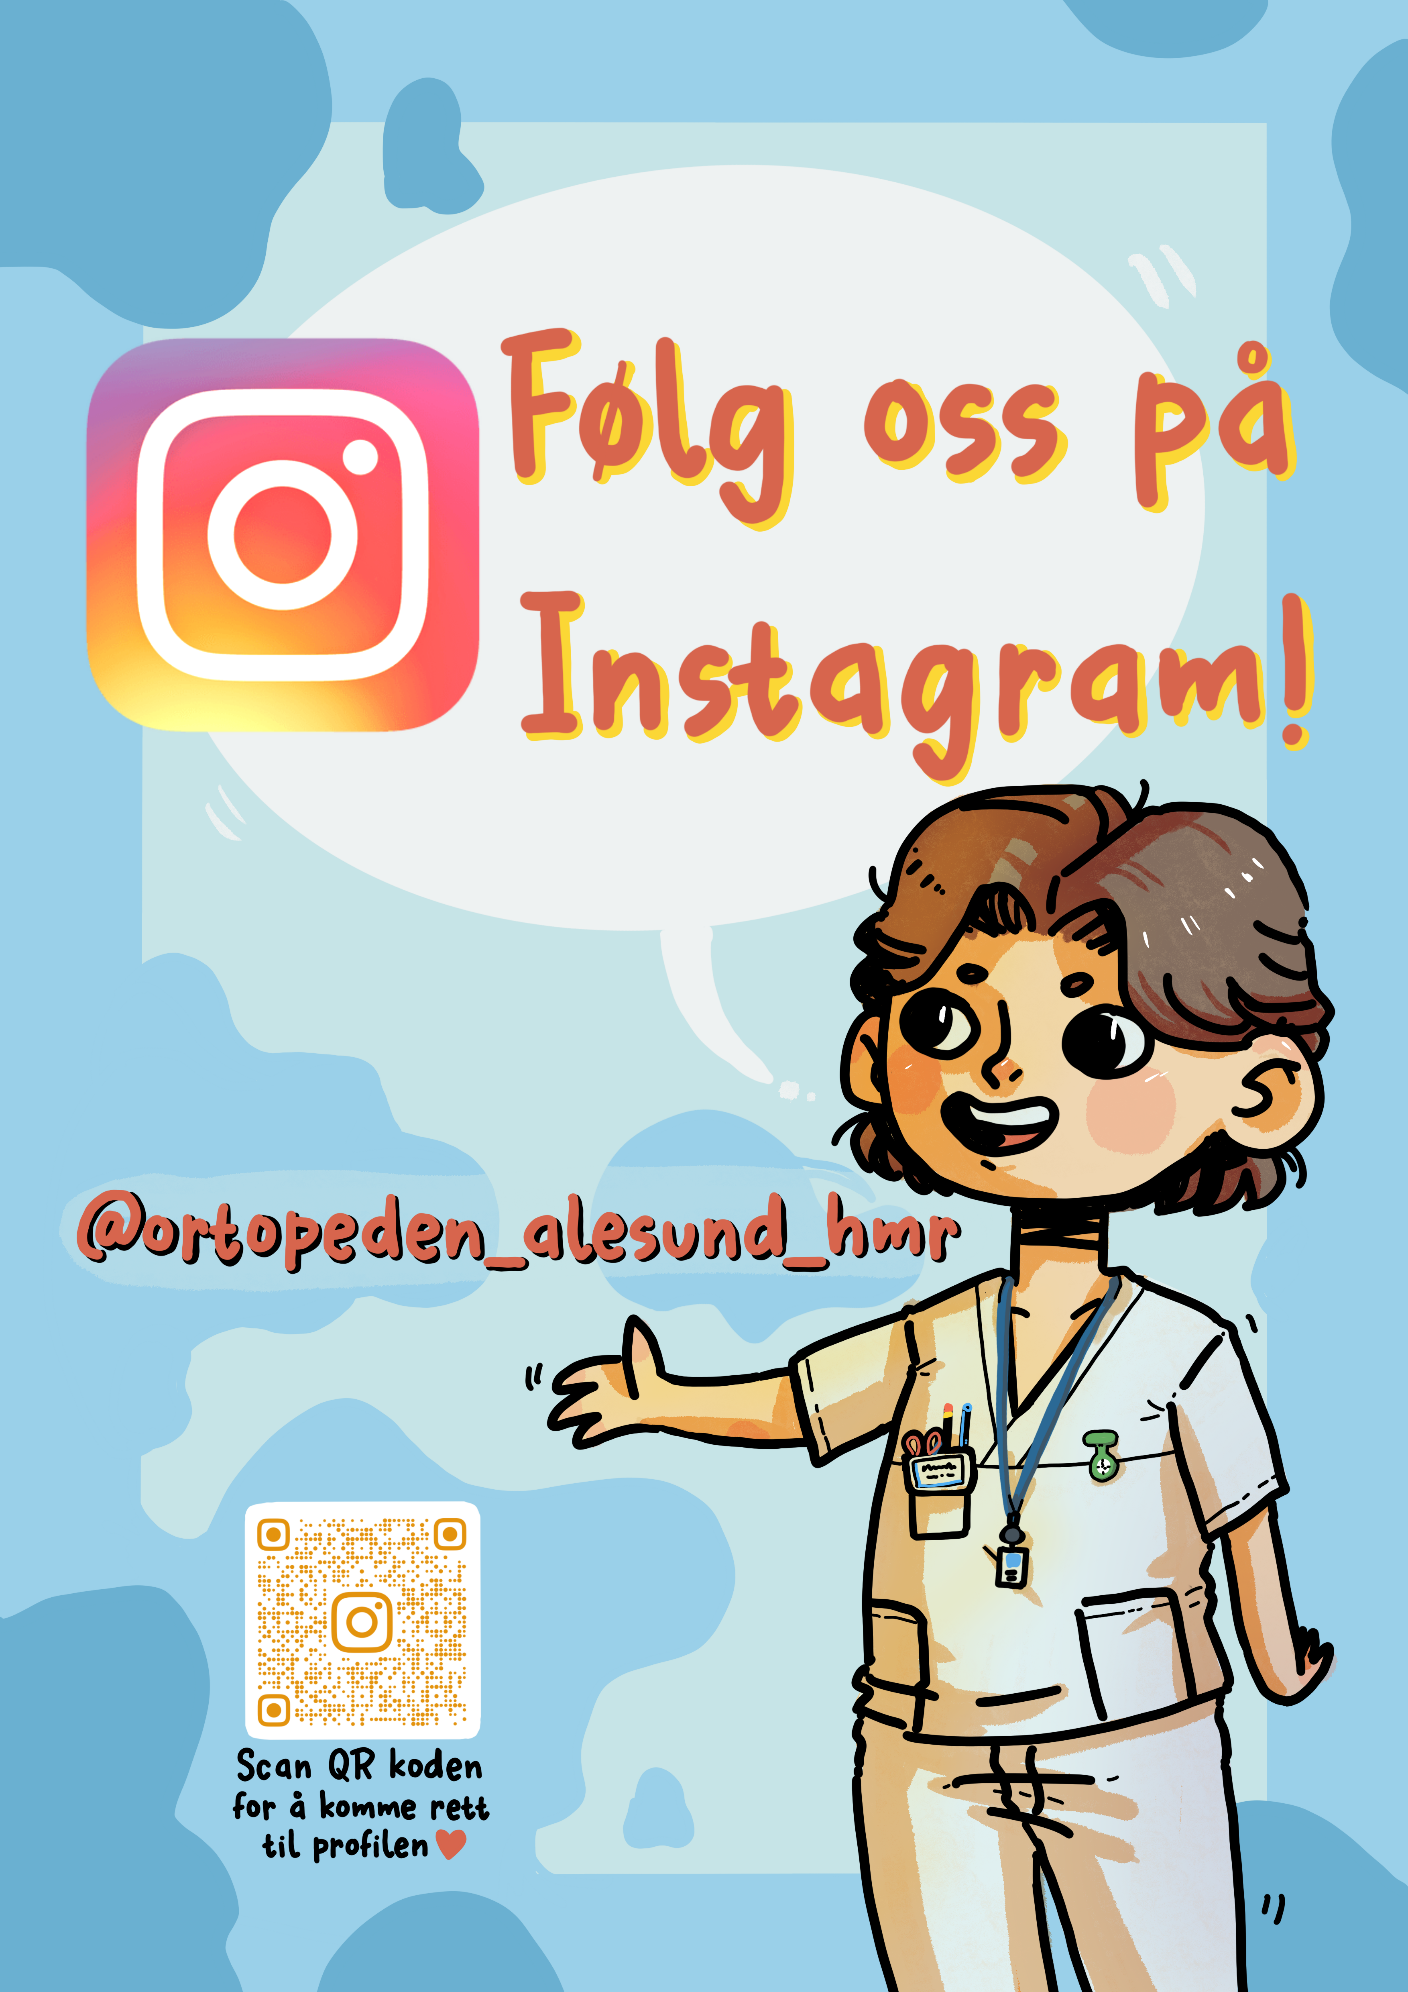 Følg oss på
Instagram!
@ortopeden_alesund_hmr
Scan QR koden
for å komme rett
til profilen